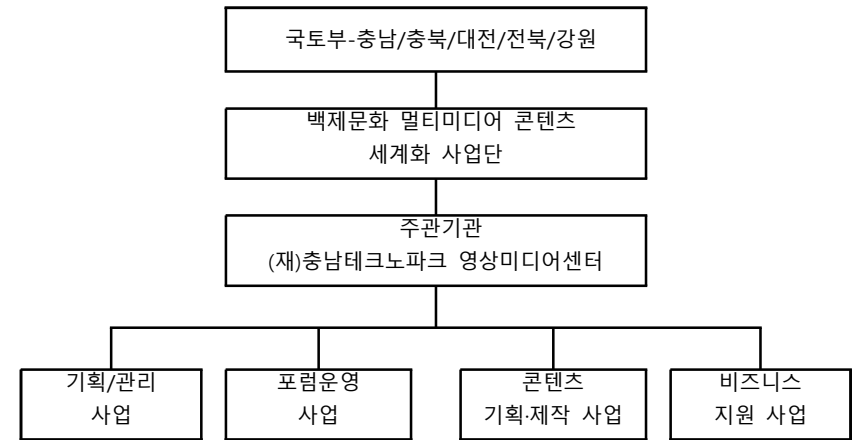 국토부-충남/충북/대전/전북/강원
백제문화 멀티미디어 콘텐츠
세계화 사업단
주관기관
(재)충남테크노파크 영상미디어센터
기획/관리
사업
포럼운영
사업
콘텐츠
기획·제작 사업
비즈니스
지원 사업